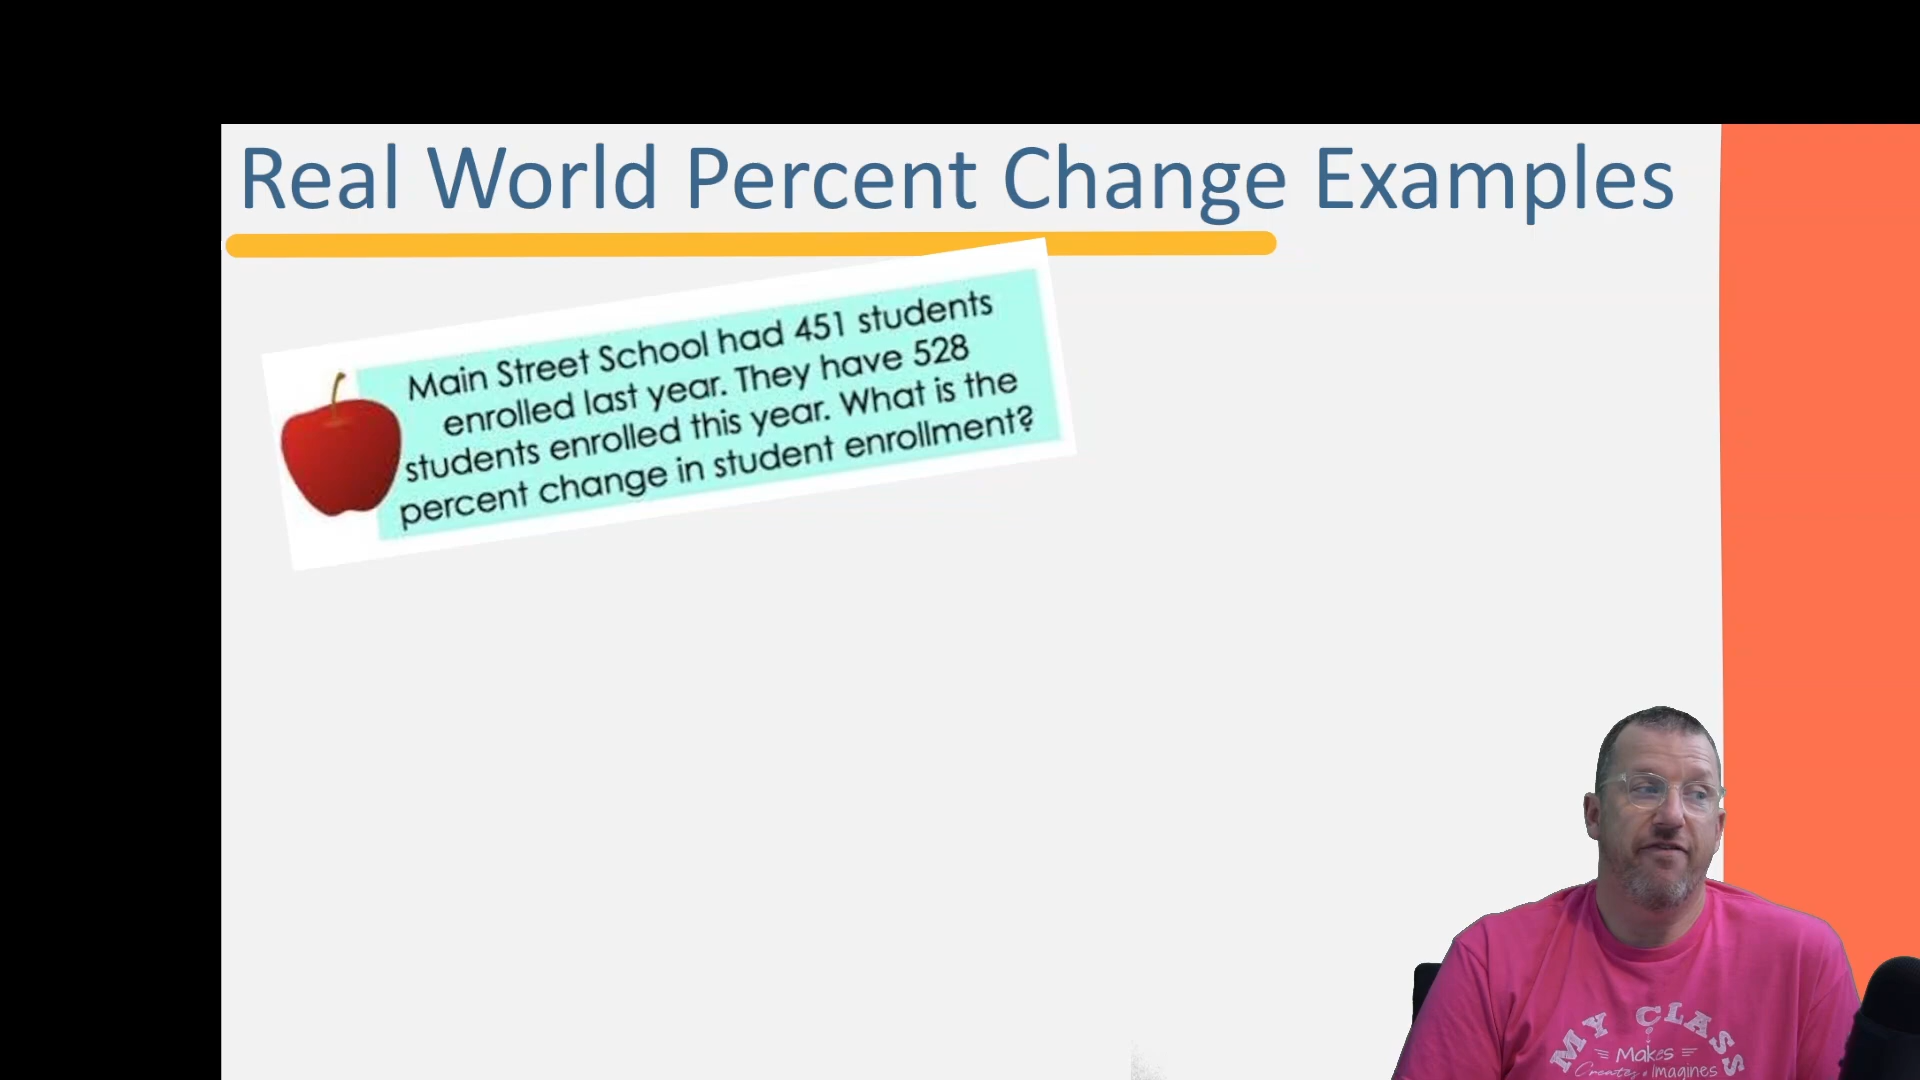 Real World Percent Change Examples
Main Street School had 451 students
enrolled last year. They have 528
students enrolled this year. What is the
percent change in student enrollment?
MY CLASS
Makes
Creates • Imagines